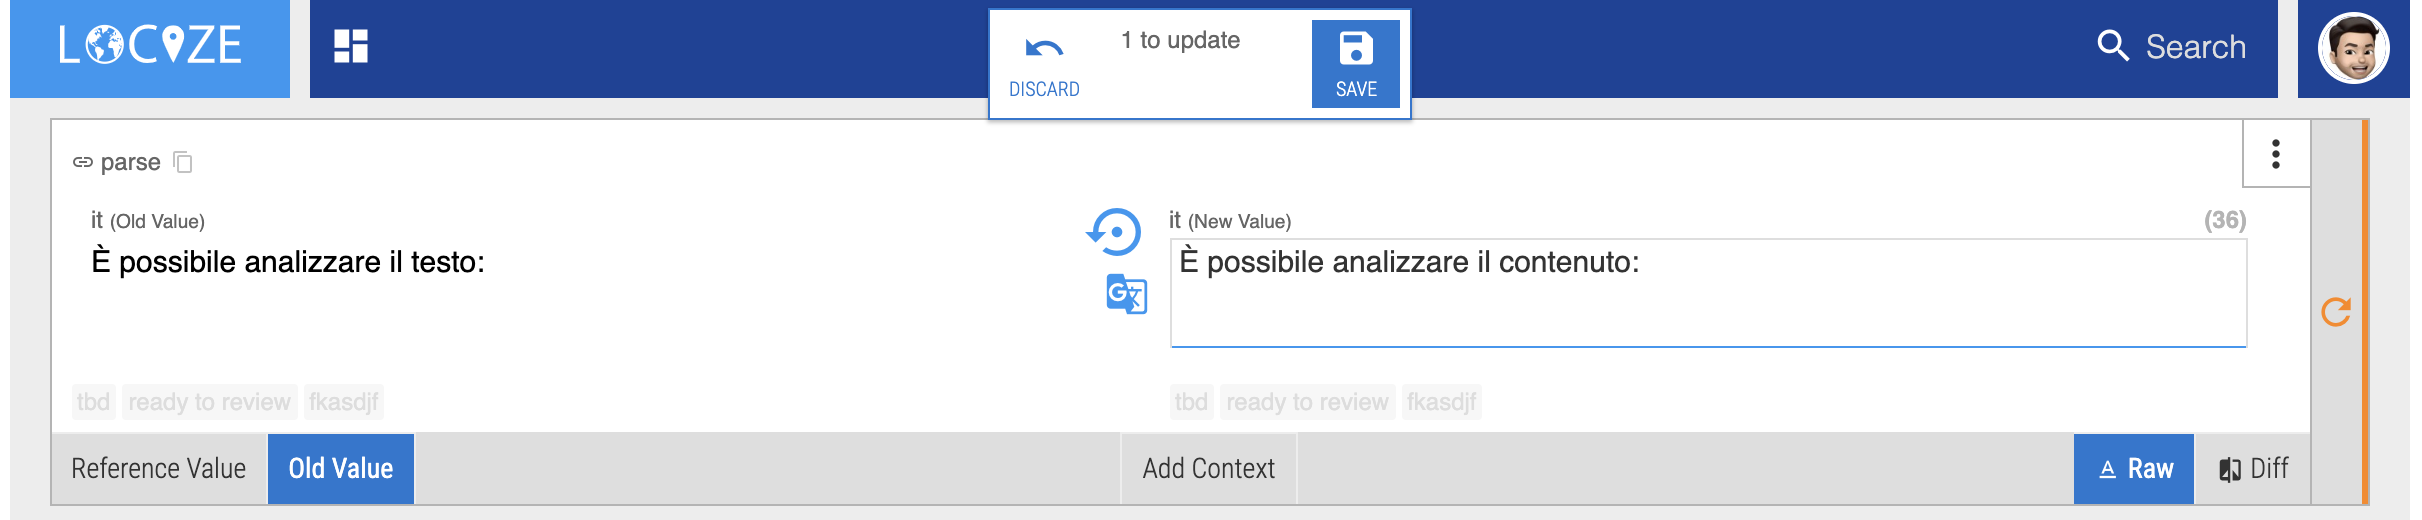 LOCIZE
DISCARD
1 to update
SAVE
Search
parse
it (Old Value)
È possibile analizzare il testo:
it (New Value)
(36)
È possibile analizzare il contenuto:
tbd ready to review fkasdjf
tbd ready to review fkasdjf
Reference Value
Old Value
Add Context
A Raw
Diff